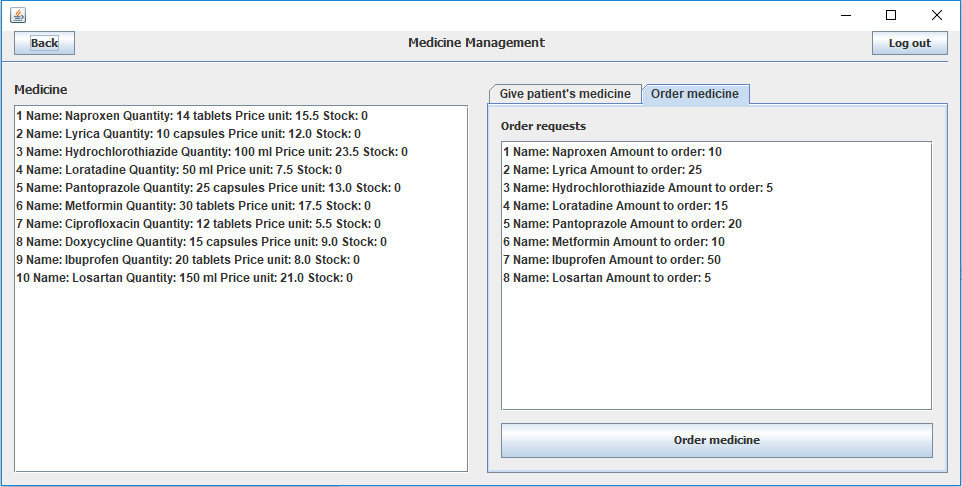 Back
Medicine Management
Log out
Medicine
1 Name: Naproxen Quantity: 14 tablets Price unit: 15.5 Stock: 0
2 Name: Lyrica Quantity: 10 capsules Price unit: 12.0 Stock: 0
3 Name: Hydrochlorothiazide Quantity: 100 ml Price unit: 23.5 Stock: 0
4 Name: Loratadine Quantity: 50 ml Price unit: 7.5 Stock: 0
5 Name: Pantoprazole Quantity: 25 capsules Price unit: 13.0 Stock: 0
6 Name: Metformin Quantity: 30 tablets Price unit: 17.5 Stock: 0
7 Name: Ciprofloxacin Quantity: 12 tablets Price unit: 5.5 Stock: 0
8 Name: Doxycycline Quantity: 15 capsules Price unit: 9.0 Stock: 0
9 Name: Ibuprofen Quantity: 20 tablets Price unit: 8.0 Stock: 0
10 Name: Losartan Quantity: 150 ml Price unit: 21.0 Stock: 0
Give patient's medicine
Order medicine
Order requests
1 Name: Naproxen Amount to order: 10
2 Name: Lyrica Amount to order: 25
3 Name: Hydrochlorothiazide Amount to order: 5
4 Name: Loratadine Amount to order: 15
5 Name: Pantoprazole Amount to order: 20
6 Name: Metformin Amount to order: 10
7 Name: Ibuprofen Amount to order: 50
8 Name: Losartan Amount to order: 5
Order medicine